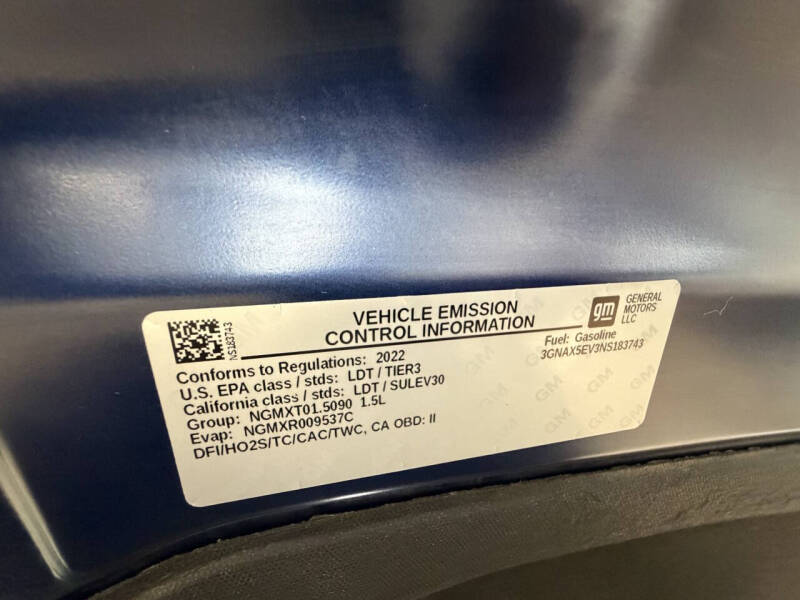 VEHICLE EMISSION
CONTROL INFORMATION
gm
GENERAL
MOTORS
LLC
NS183743
Fuel: Gasoline
3GNAX5EV3NS183743
Conforms to Regulations: 2022
U.S. EPA class / stds: LDT / TIER3
California class / stds: LDT / SULEV30
Group: NGMXT01.5090 1.5L
Evap: NGMXR009537C
DFI/HO2S/TC/CAC/TWC, CA OBD: II